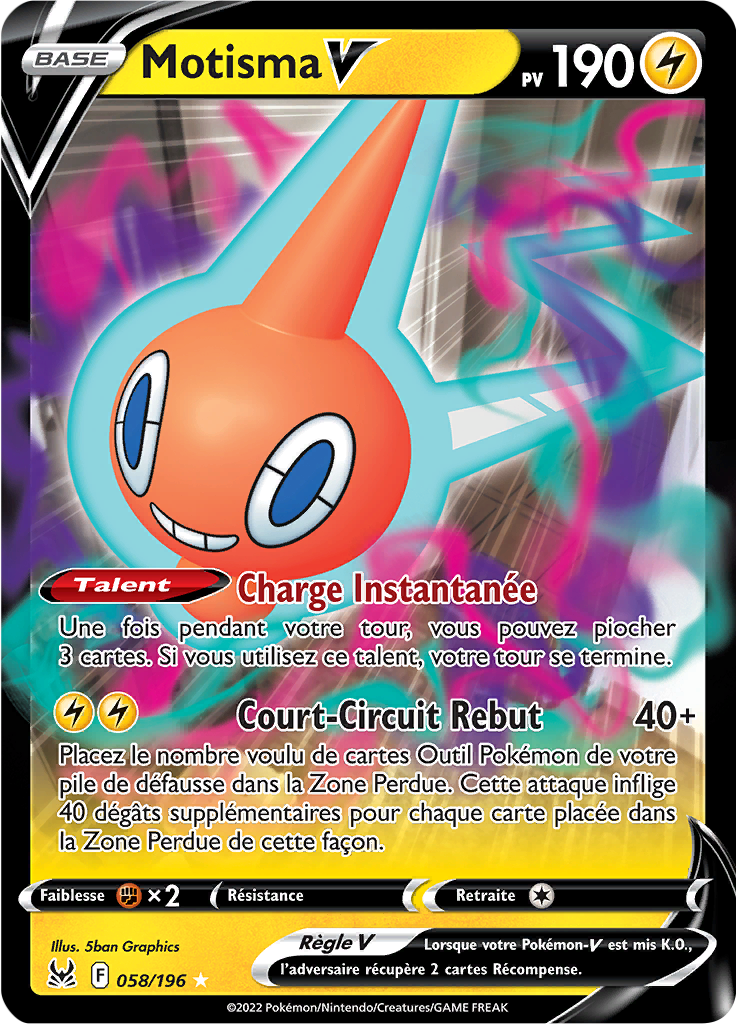 BASE Motisma V PV 190
Talent Charge Instantanée
Une fois pendant votre tour, vous pouvez piocher
3 cartes. Si vous utilisez ce talent, votre tour se termine.
Court-Circuit Rebut 40+
Placez le nombre voulu de cartes Outil Pokémon de votre
pile de défausse dans la Zone Perdue. Cette attaque inflige
40 dégâts supplémentaires pour chaque carte placée dans
la Zone Perdue de cette façon.
Faiblesse ×2 Résistance Retraite
Illus. 5ban Graphics
Règle V Lorsque votre Pokémon-V est mis K.O.,
l'adversaire récupère 2 cartes Récompense.
F 058/196
©2022 Pokémon/Nintendo/Creatures/GAME FREAK